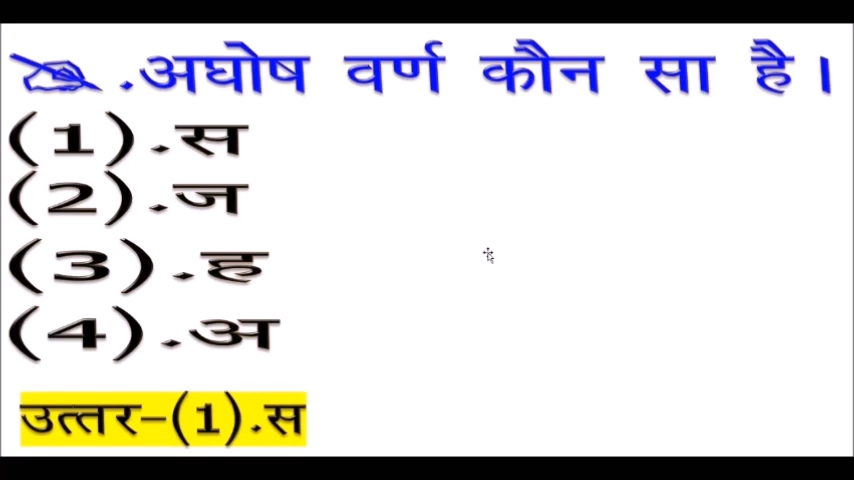 ✍.अघोष वर्ण कौन सा है।
(1).स
(2).ज
(3).ह
(4).अ
उत्तर-(1).स